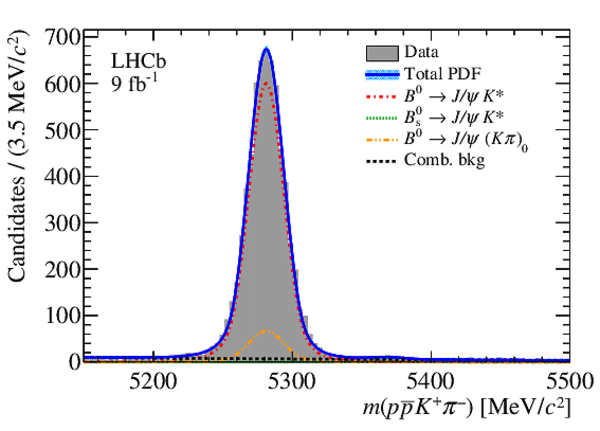 Candidates / (3.5 MeV/c²)
700
600
500
400
300
200
100
0
LHCb
9 fb⁻¹
Data
Total PDF
B⁰ → J/ψ K*
B⁰ₛ → J/ψ K*
B⁰ → J/ψ (Kπ)₀
Comb. bkg
5200 5300 5400 5500
m(pp̅K⁺π⁻) [MeV/c²]